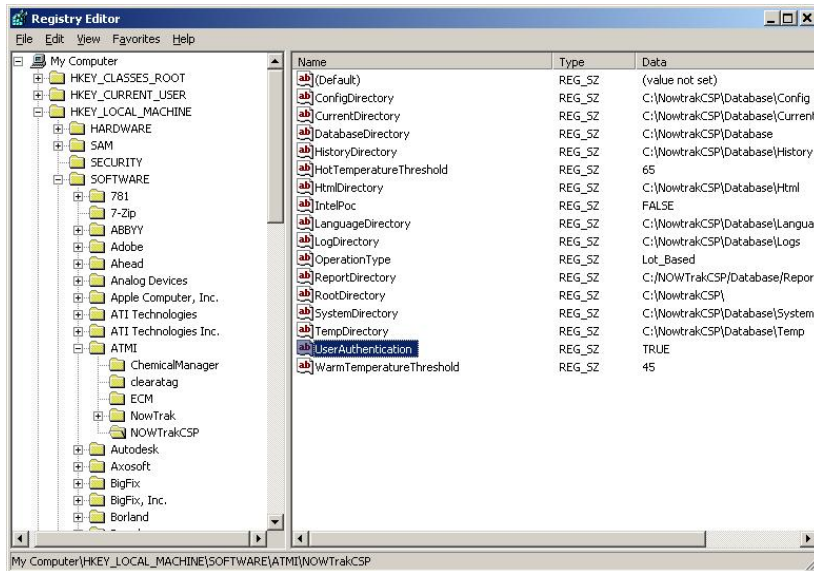 Registry Editor
File Edit View Favorites Help
My Computer
HKEY_CLASSES_ROOT
HKEY_CURRENT_USER
HKEY_LOCAL_MACHINE
HARDWARE
SAM
SECURITY
SOFTWARE
781
7-Zip
ABBYY
Adobe
Ahead
Analog Devices
Apple Computer, Inc.
ATI Technologies
ATI Technologies Inc.
ATMI
ChemicalManager
clearatag
ECM
NowTrak
NOWTrakCSP
Autodesk
Axosoft
BigFix
BigFix, Inc.
Borland
Name Type Data
(Default) REG_SZ (value not set)
ConfigDirectory REG_SZ C:\NowtrakCSP\Database\Config
CurrentDirectory REG_SZ C:\NowtrakCSP\Database\Current
DatabaseDirectory REG_SZ C:\NowtrakCSP\Database
HistoryDirectory REG_SZ C:\NowtrakCSP\Database\History
HotTemperatureThreshold REG_SZ 65
HtmlDirectory REG_SZ C:\NowtrakCSP\Database\Html
IntelPoc REG_SZ FALSE
LanguageDirectory REG_SZ C:\NowtrakCSP\Database\Langua
LogDirectory REG_SZ C:\NowtrakCSP\Database\Logs
OperationType REG_SZ Lot_Based
ReportDirectory REG_SZ C:/NOWTrakCSP/Database/Repor
RootDirectory REG_SZ C:\NowtrakCSP\
SystemDirectory REG_SZ C:\NowtrakCSP\Database\System
TempDirectory REG_SZ C:\NowtrakCSP\Database\Temp
UserAuthentication REG_SZ TRUE
WarmTemperatureThreshold REG_SZ 45
My Computer\HKEY_LOCAL_MACHINE\SOFTWARE\ATMI\NOWTrakCSP